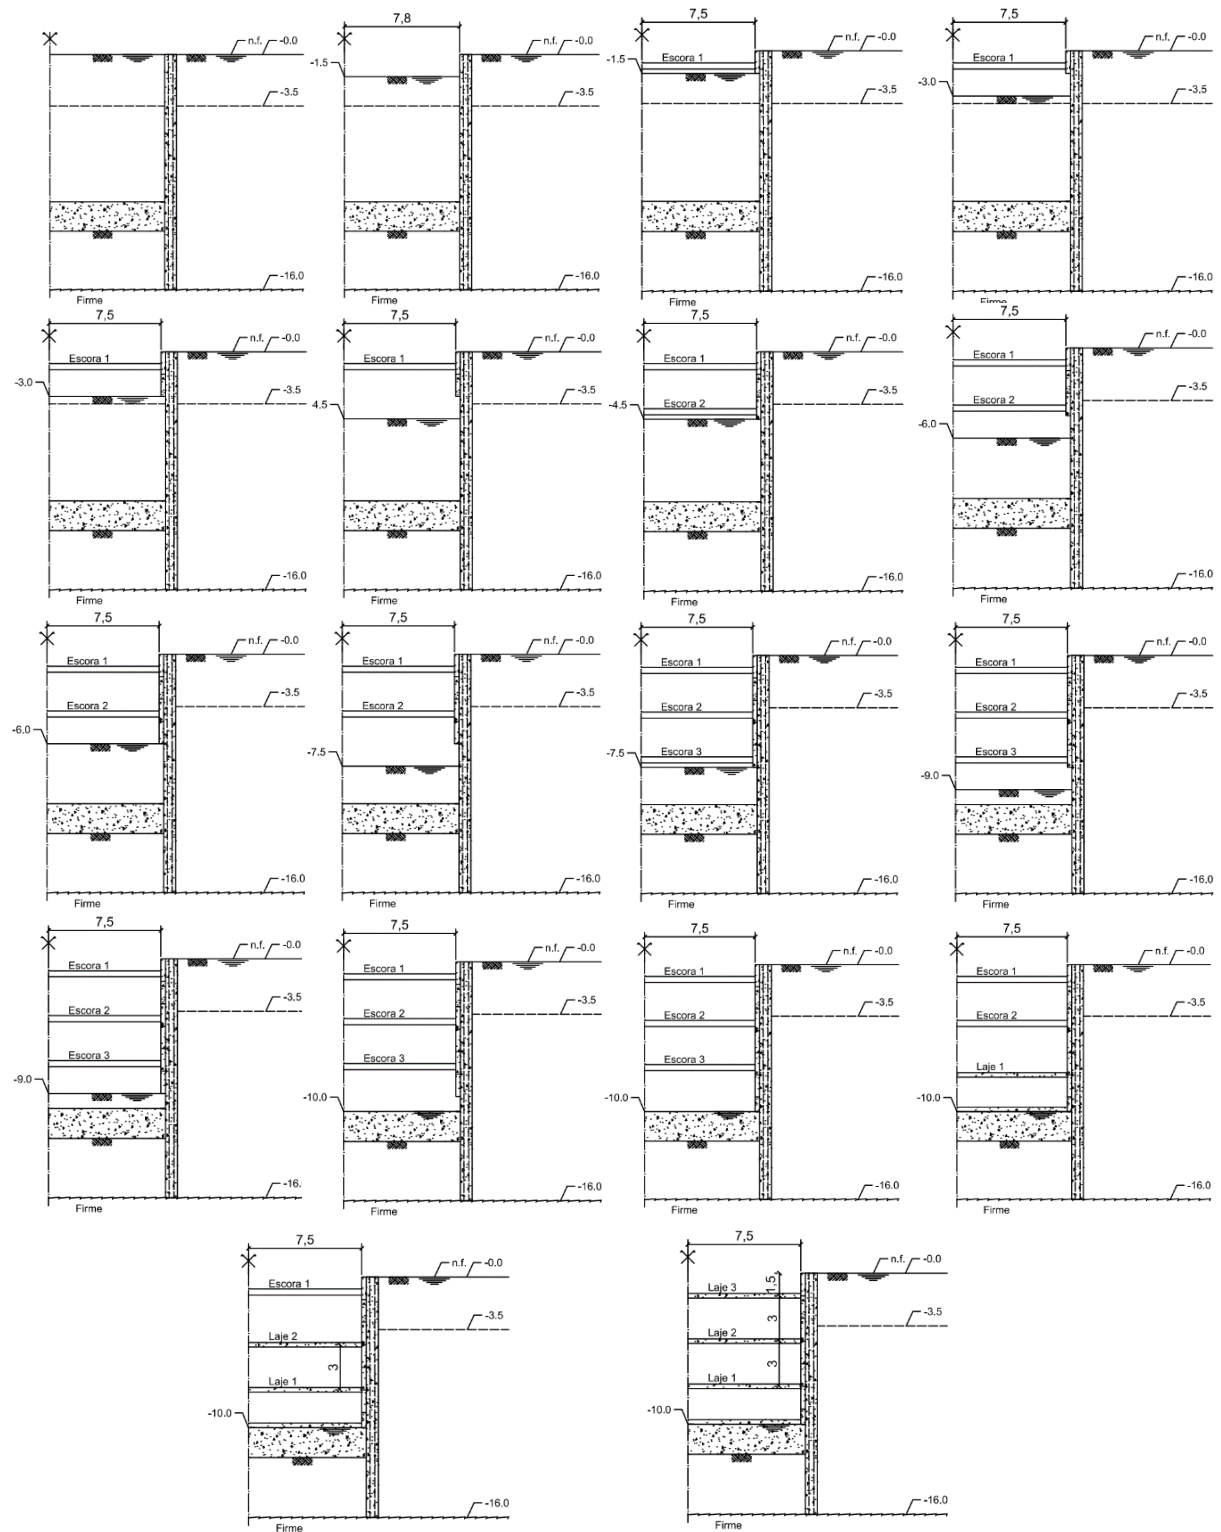 n.f. -0.0
-3.5
-16.0
Firme
7,8
n.f. -0.0
-1.5
-3.5
-16.0
Firme
7,5
n.f. -0.0
Escora 1
-1.5
-3.5
-16.0
Firme
7,5
n.f. -0.0
Escora 1
-3.0
-3.5
-16.0
Firme
7,5
n.f. -0.0
Escora 1
-3.0
-3.5
-16.0
Firme
7,5
n.f. -0.0
Escora 1
4.5
-3.5
-16.0
Firme
7,5
n.f. -0.0
Escora 1
-3.5
Escora 2
-4.5
-16.0
Firme
7,5
n.f. -0.0
Escora 1
-3.5
Escora 2
-6.0
-16.0
Firme
7,5
n.f. -0.0
Escora 1
-3.5
Escora 2
-6.0
-16.0
Firme
7,5
n.f. -0.0
Escora 1
-3.5
Escora 2
-7.5
-16.0
Firme
7,5
n.f. -0.0
Escora 1
-3.5
Escora 2
Escora 3
-7.5
-16.0
Firme
7,5
n.f. -0.0
Escora 1
-3.5
Escora 2
Escora 3
-9.0
-16.0
Firme
7,5
n.f. -0.0
Escora 1
-3.5
Escora 2
Escora 3
-9.0
-16.
Firme
7,5
n.f. -0.0
Escora 1
-3.5
Escora 2
Escora 3
-10.0
-16.0
Firme
7,5
n.f. -0.0
Escora 1
-3.5
Escora 2
Escora 3
-10.0
-16.0
Firme
7,5
n.f. -0.0
Escora 1
-3.5
Escora 2
Laje 1
-10.0
-16.0
Firme
7,5
n.f. -0.0
Escora 1
-3.5
Laje 2
3
Laje 1
-10.0
-16.0
Firme
7,5
n.f. -0.0
1,5
Laje 3
3
-3.5
Laje 2
3
Laje 1
-10.0
-16.0
Firme